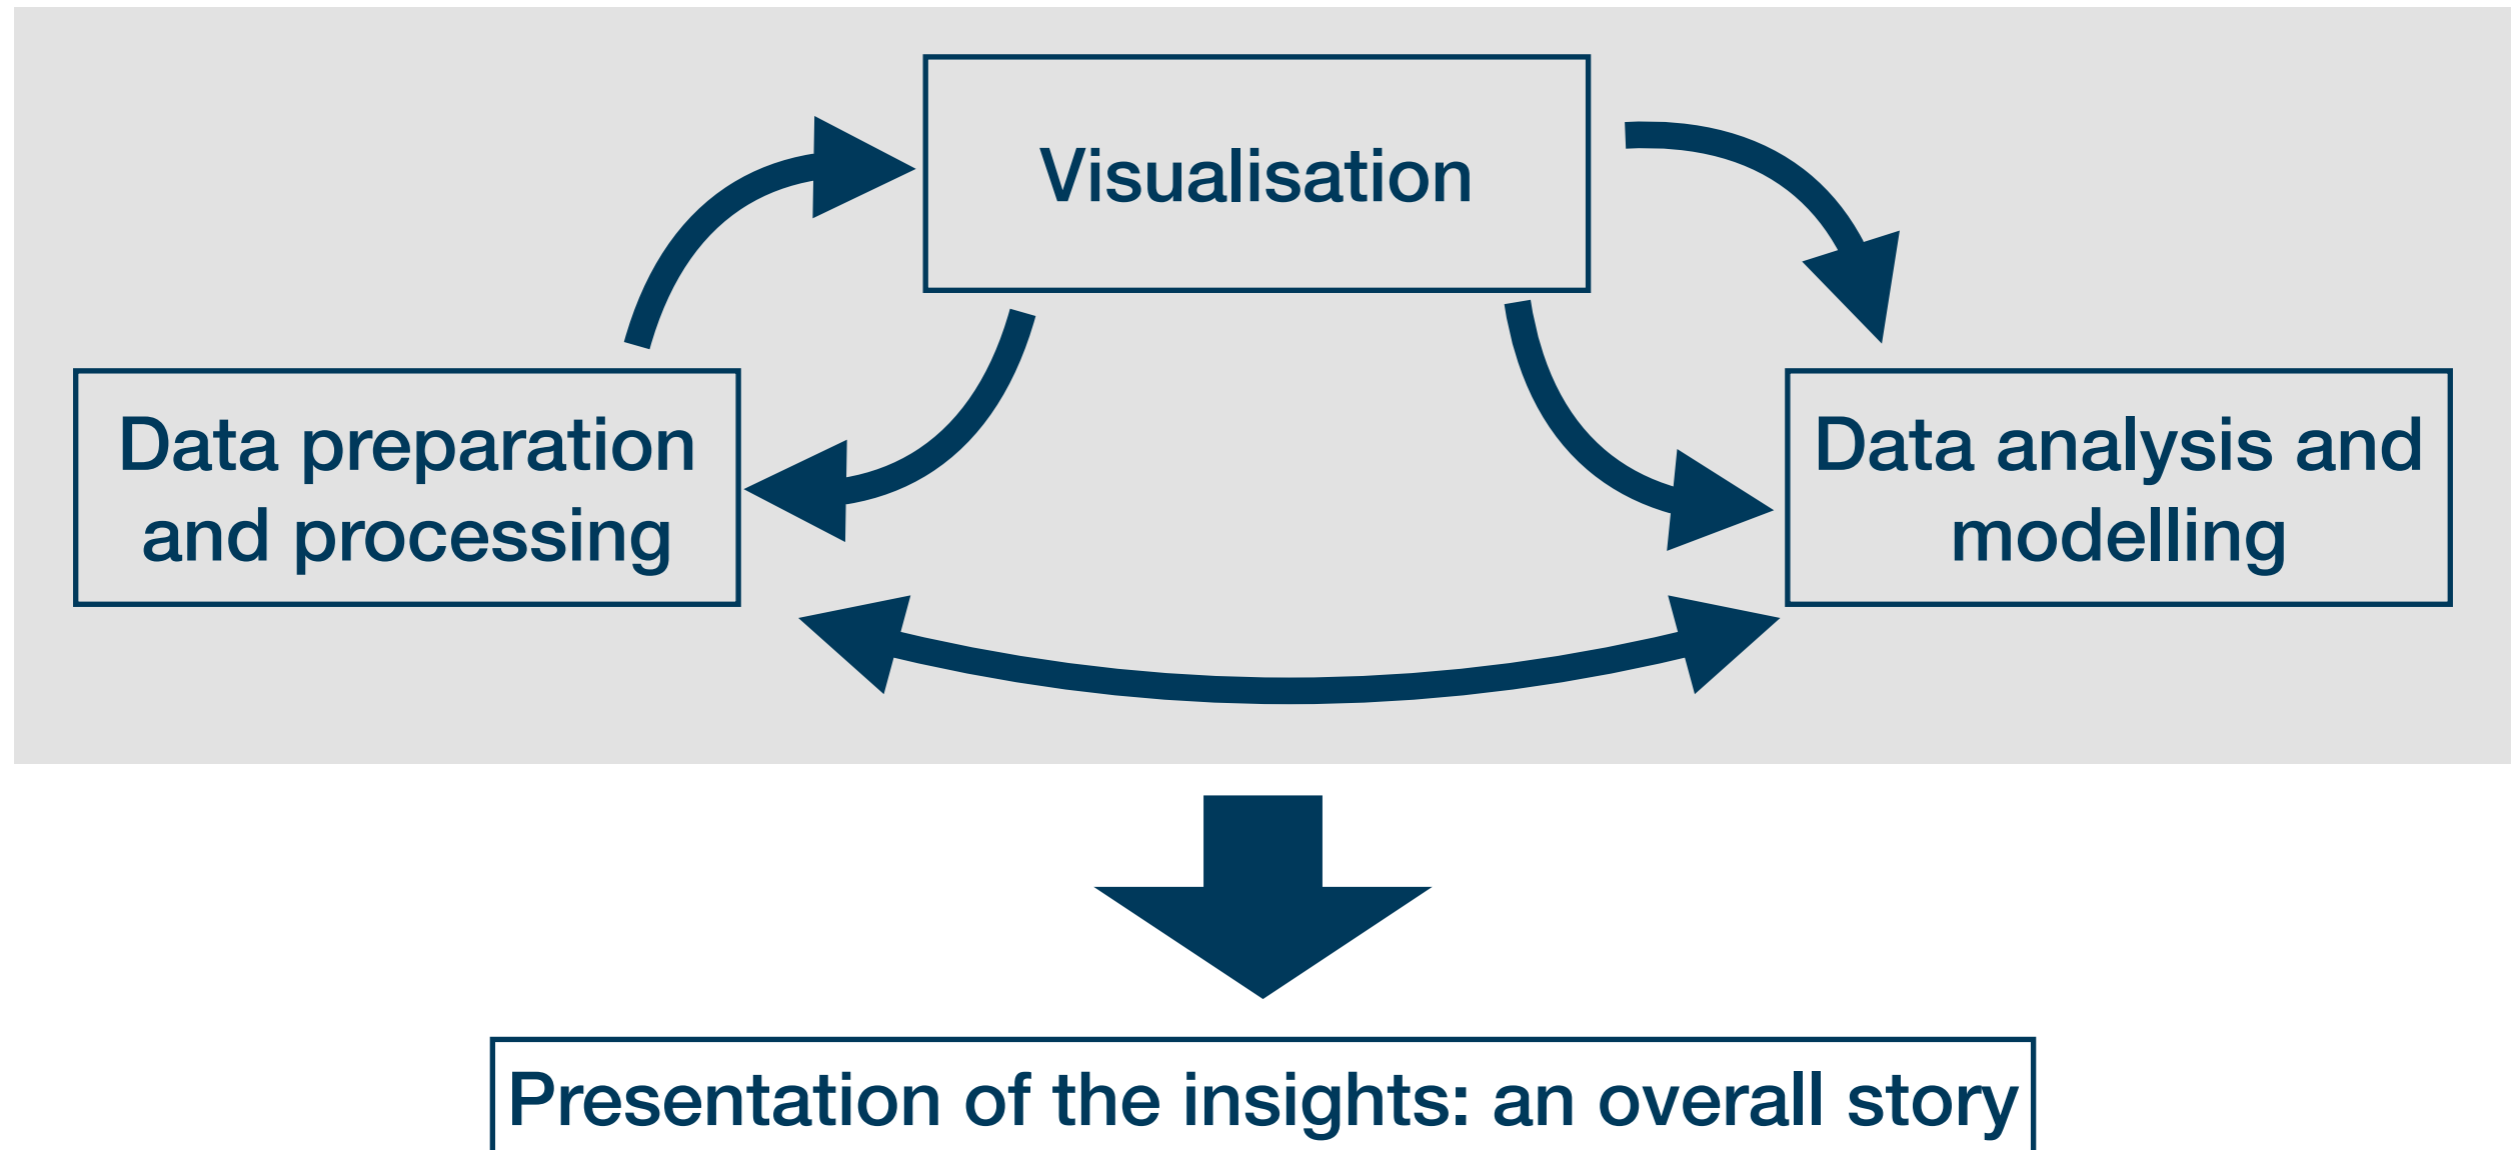 Visualisation
Data preparation
and processing
Data analysis and
modelling
Presentation of the insights: an overall story